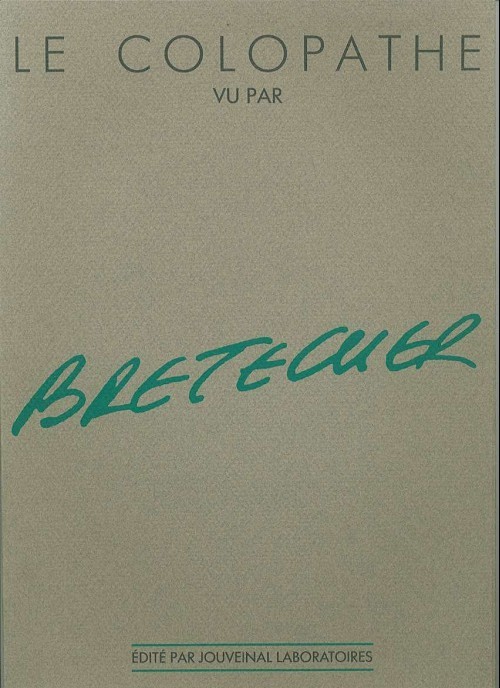 LE COLOPATHE
VU PAR
BRETECHER
ÉDITÉ PAR JOUVEINAL LABORATOIRES